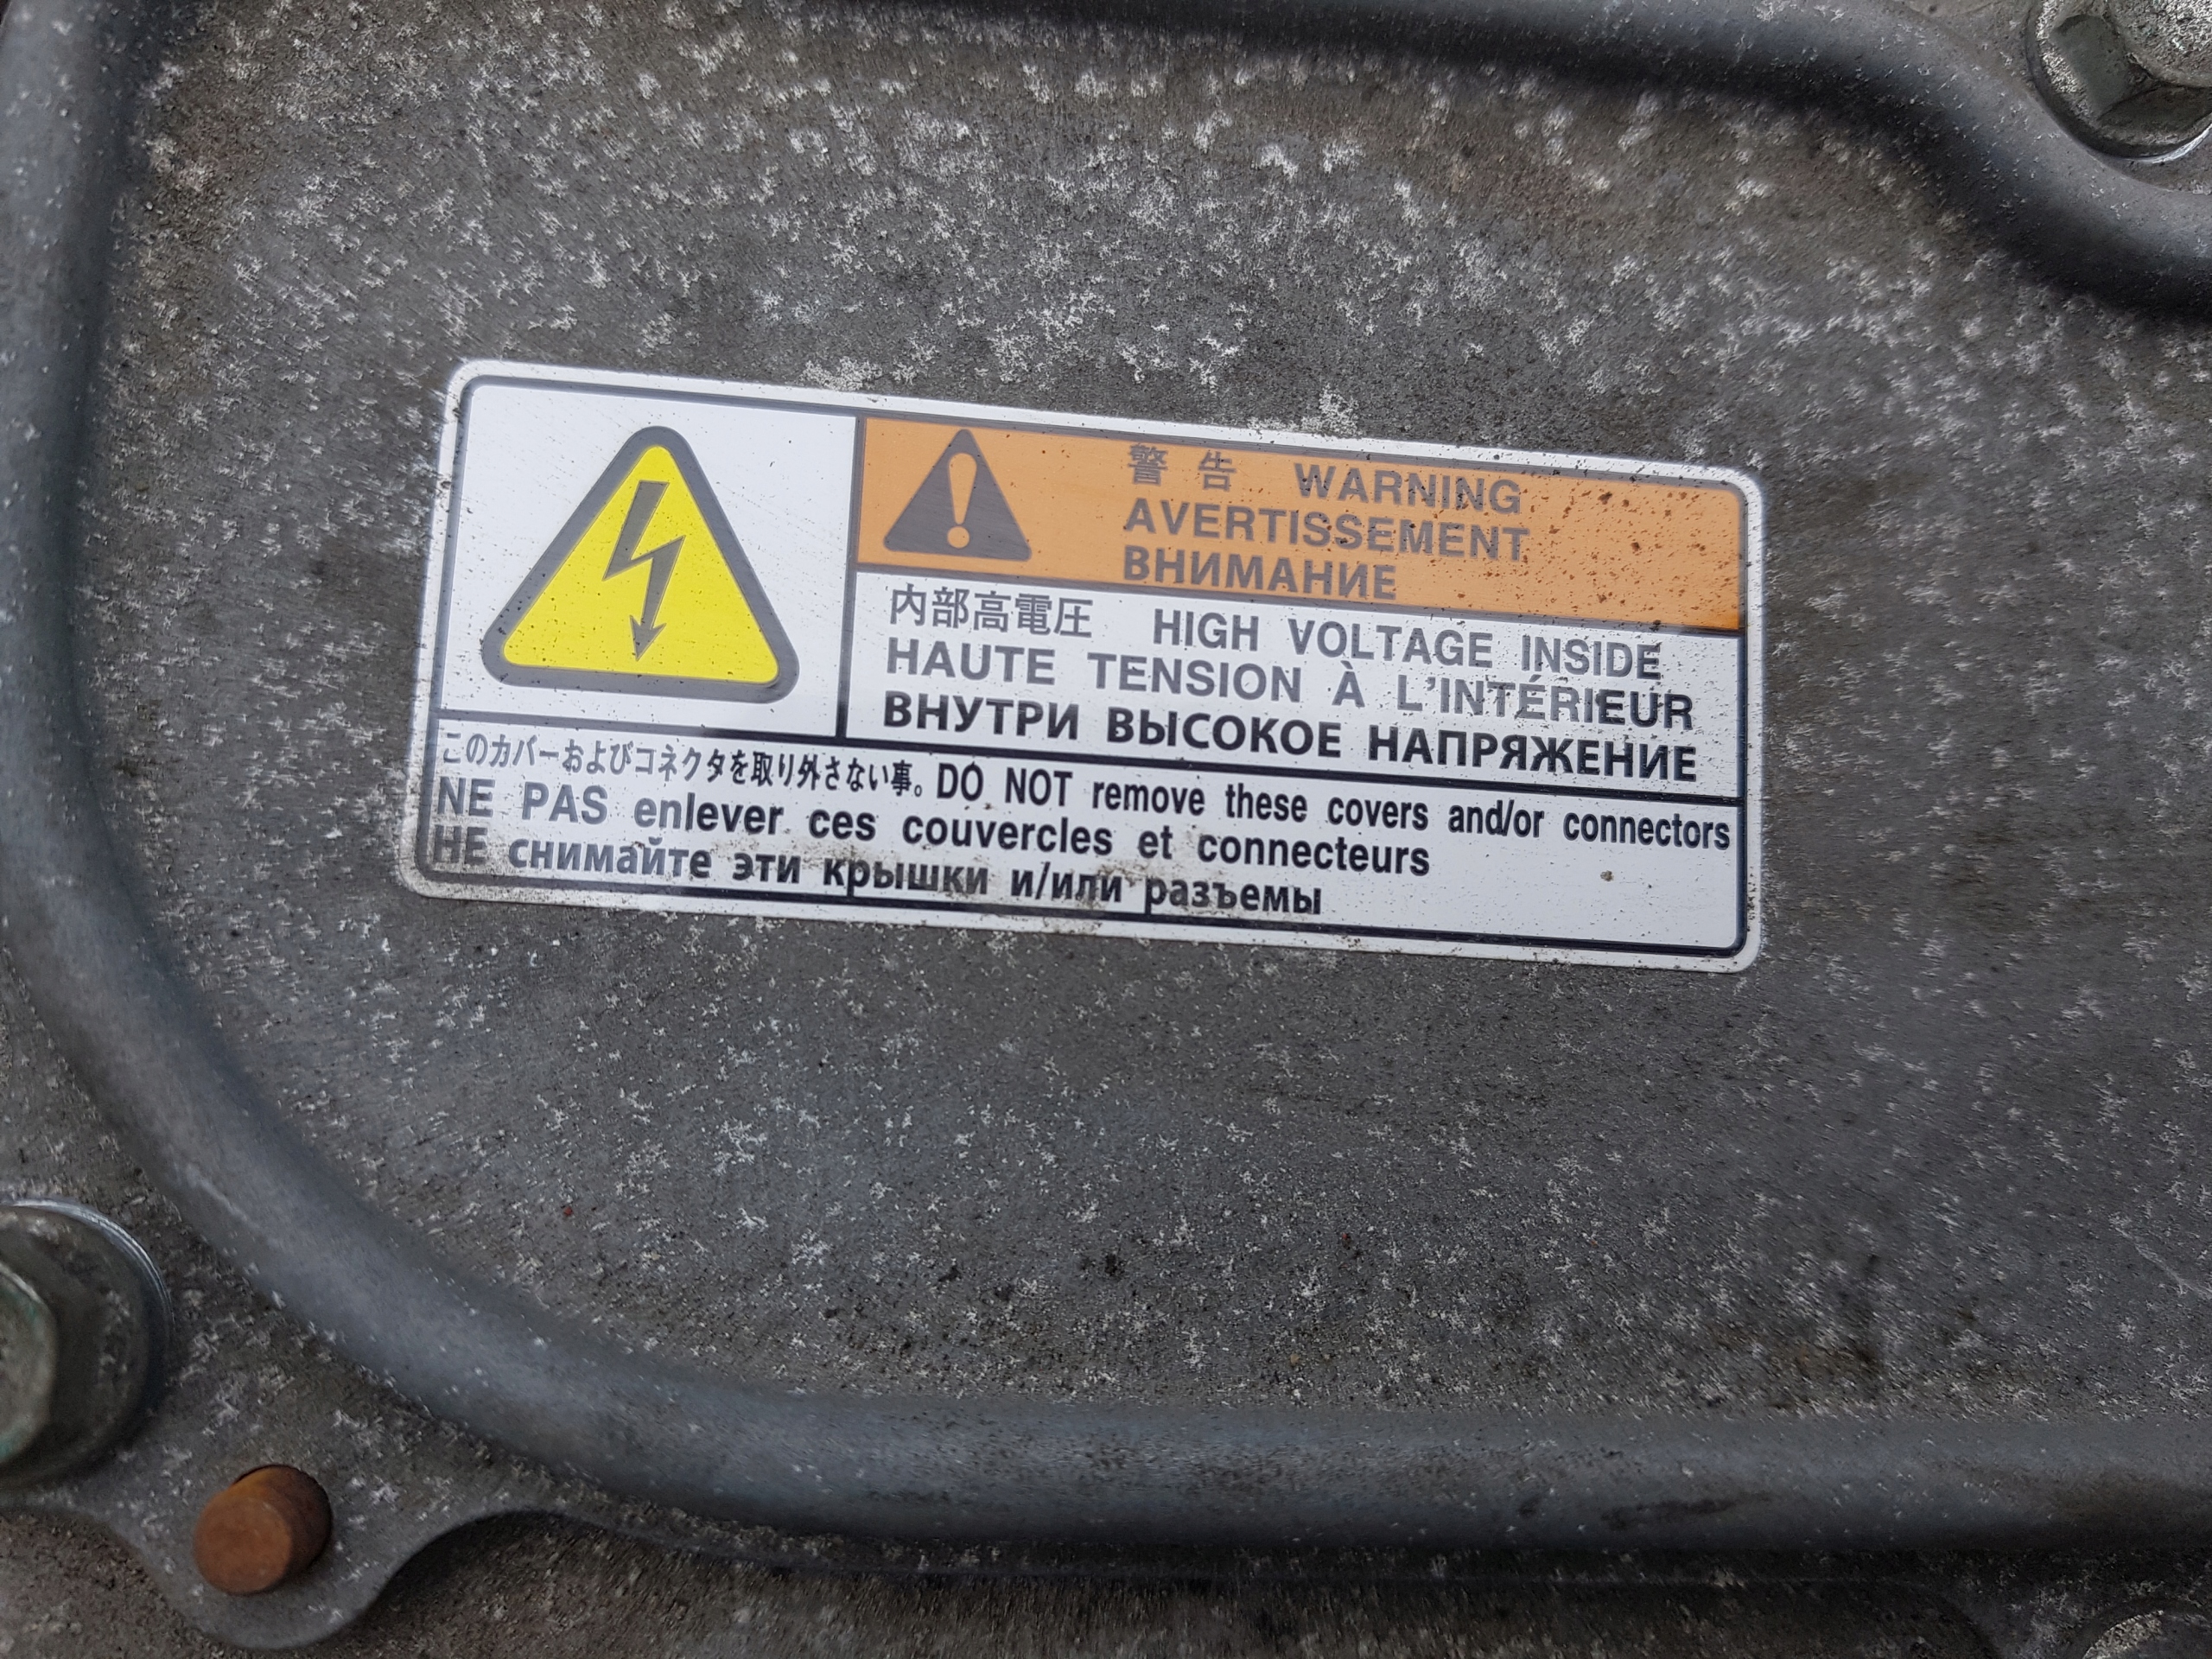 警告 WARNING
AVERTISSEMENT
ВНИМАНИЕ
内部高電圧 HIGH VOLTAGE INSIDE
HAUTE TENSION À L'INTÉRIEUR
ВНУТРИ ВЫСОКОЕ НАПРЯЖЕНИЕ
このカバーおよびコネクタを取り外さない事。DO NOT remove these covers and/or connectors
NE PAS enlever ces couvercles et connecteurs
НЕ снимайте эти крышки и/или разъемы